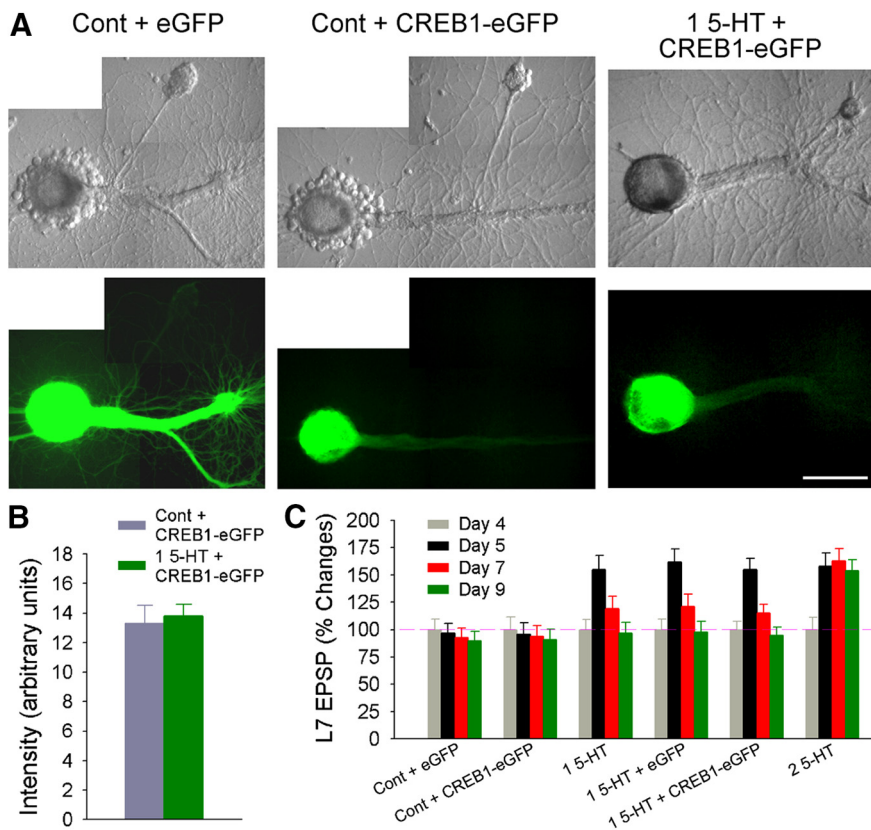 A
Cont + eGFP
Cont + CREB1-eGFP
1 5-HT +
CREB1-eGFP
B
Cont +
CREB1-eGFP
1 5-HT +
CREB1-eGFP
Intensity (arbitrary units)
18
16
14
12
10
8
6
4
2
0
C
L7 EPSP (% Changes)
200
175
150
125
100
75
50
25
0
Day 4
Day 5
Day 7
Day 9
Cont + eGFP
Cont + CREB1-eGFP
1 5-HT
1 5-HT + eGFP
1 5-HT + CREB1-eGFP
2 5-HT